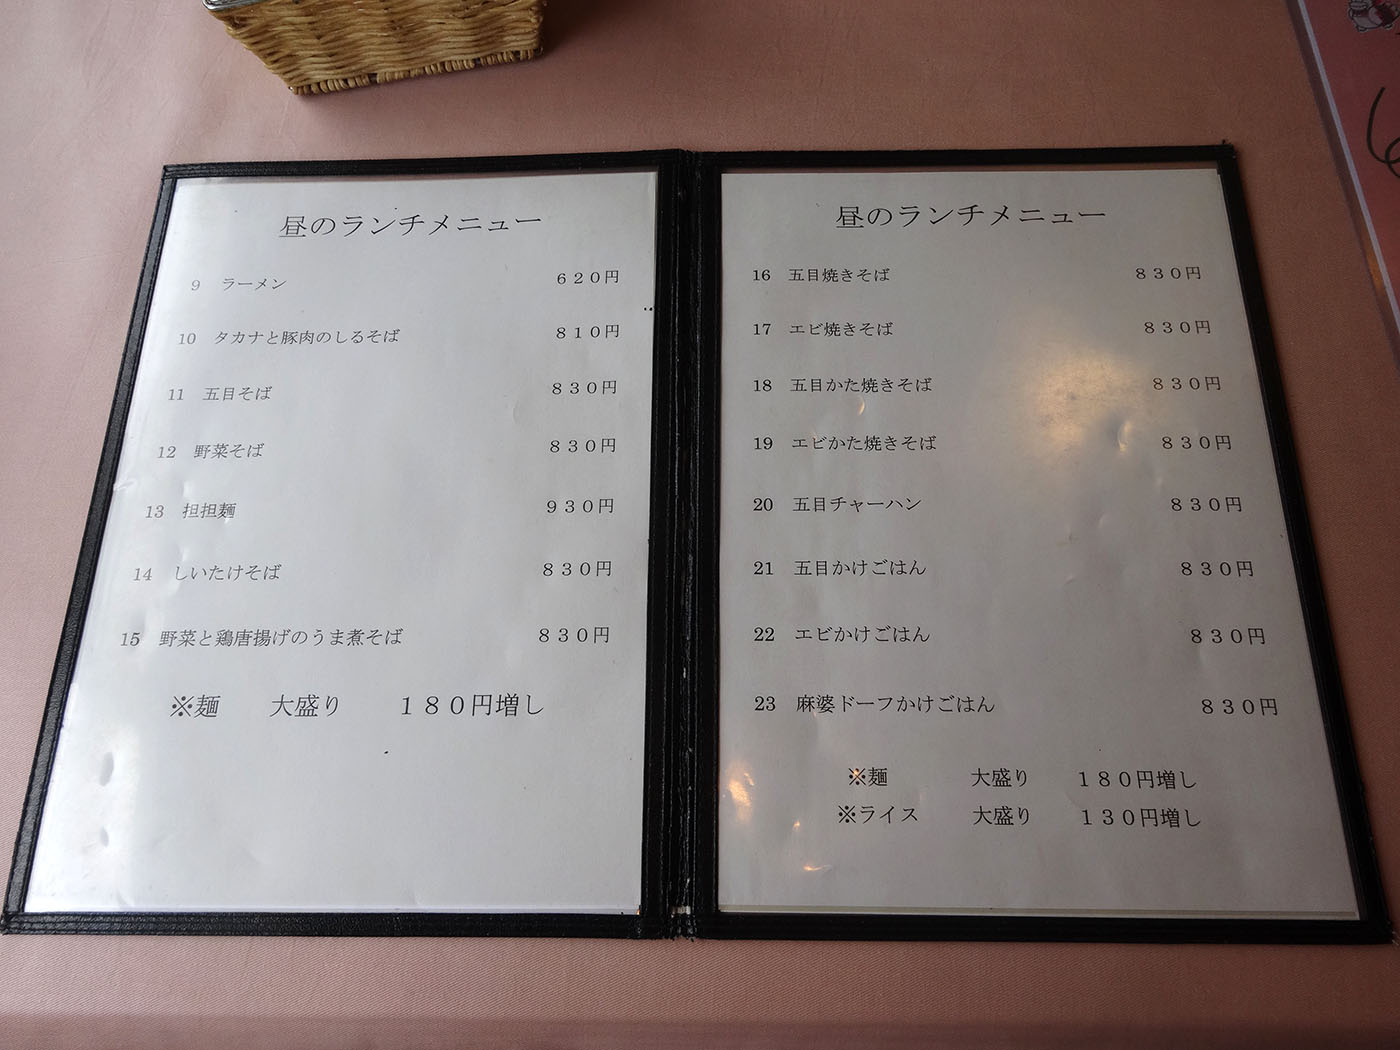 昼のランチメニュー
9 ラーメン 620円
10 タカナと豚肉のしるそば 810円
11 五目そば 830円
12 野菜そば 830円
13 担担麺 930円
14 しいたけそば 830円
15 野菜と鶏唐揚げのうま煮そば 830円
※麺 大盛り 180円増し
昼のランチメニュー
16 五目焼きそば 830円
17 エビ焼きそば 830円
18 五目かた焼きそば 830円
19 エビかた焼きそば 830円
20 五目チャーハン 830円
21 五目かけごはん 830円
22 エビかけごはん 830円
23 麻婆ドーフかけごはん 830円
※麺 大盛り 180円増し
※ライス 大盛り 130円増し